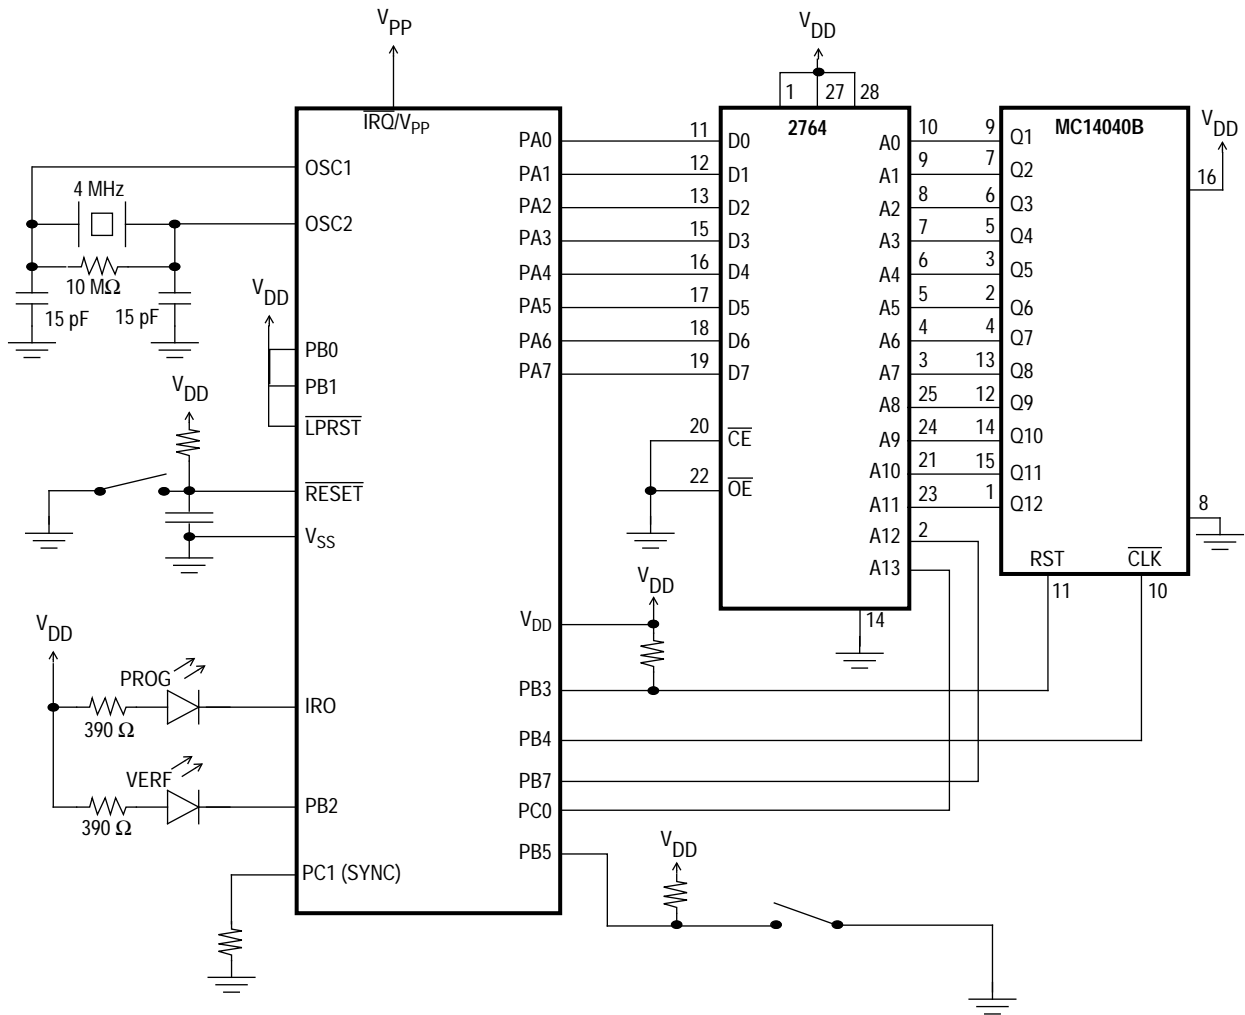 VPP
VDD
1 27 28
IRQ/VPP
2764
MC14040B
VDD
16
OSC1
4 MHz
OSC2
10 MΩ
15 pF
15 pF
VDD
PB0
PB1
LPRST
VDD
RESET
VSS
VDD
PROG
390 Ω
IRO
VERF
390 Ω
PB2
PC1 (SYNC)
PA0 11 D0 A0 10 9 Q1
PA1 12 D1 A1 9 7 Q2
PA2 13 D2 A2 8 6 Q3
PA3 15 D3 A3 7 5 Q4
PA4 16 D4 A4 6 3 Q5
PA5 17 D5 A5 5 2 Q6
PA6 18 D6 A6 4 4 Q7
PA7 19 D7 A7 3 13 Q8
A8 25 12 Q9
20 CE A9 24 14 Q10
22 OE A10 21 15 Q11
A11 23 1 Q12
8
A12 2
A13
RST CLK
11 10
VDD
VDD
14
PB3
PB4
PB7
PC0
PB5
VDD